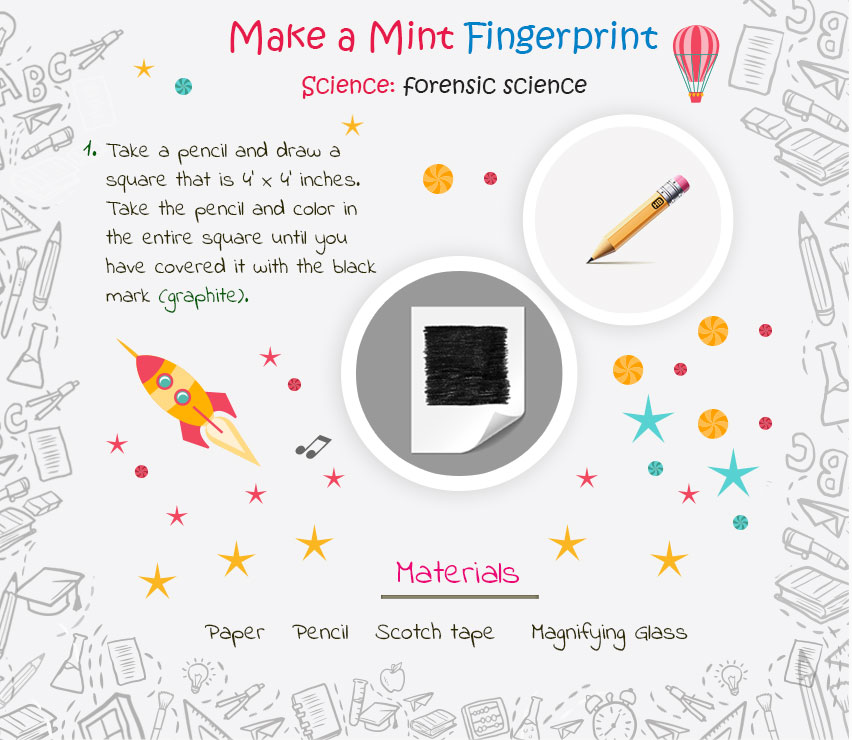 Make a Mint Fingerprint
Science: forensic science
1. Take a pencil and draw a
square that is 4' x 4' inches.
Take the pencil and color in
the entire square until you
have covered it with the black
mark (graphite).
HB
Materials
Paper Pencil Scotch tape Magnifying Glass
ABC